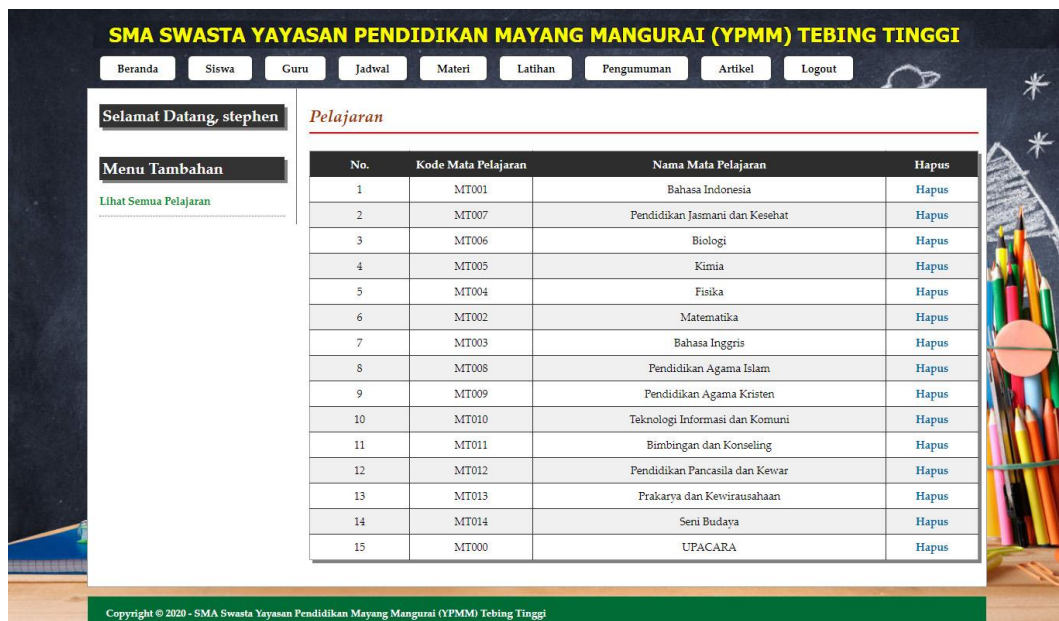 SMA SWASTA YAYASAN PENDIDIKAN MAYANG MANGURAI (YPMM) TEBING TINGGI
Beranda Siswa Guru Jadwal Materi Latihan Pengumuman Artikel Logout
Selamat Datang, stephen
Menu Tambahan
Lihat Semua Pelajaran
Pelajaran
No. Kode Mata Pelajaran Nama Mata Pelajaran Hapus
1 MT001 Bahasa Indonesia Hapus
2 MT007 Pendidikan Jasmani dan Kesehat Hapus
3 MT006 Biologi Hapus
4 MT005 Kimia Hapus
5 MT004 Fisika Hapus
6 MT002 Matematika Hapus
7 MT003 Bahasa Inggris Hapus
8 MT008 Pendidikan Agama Islam Hapus
9 MT009 Pendidikan Agama Kristen Hapus
10 MT010 Teknologi Informasi dan Komuni Hapus
11 MT011 Bimbingan dan Konseling Hapus
12 MT012 Pendidikan Pancasila dan Kewar Hapus
13 MT013 Prakarya dan Kewirausahaan Hapus
14 MT014 Seni Budaya Hapus
15 MT000 UPACARA Hapus
Copyright © 2020 - SMA Swasta Yayasan Pendidikan Mayang Mangurai (YPMM) Tebing Tinggi